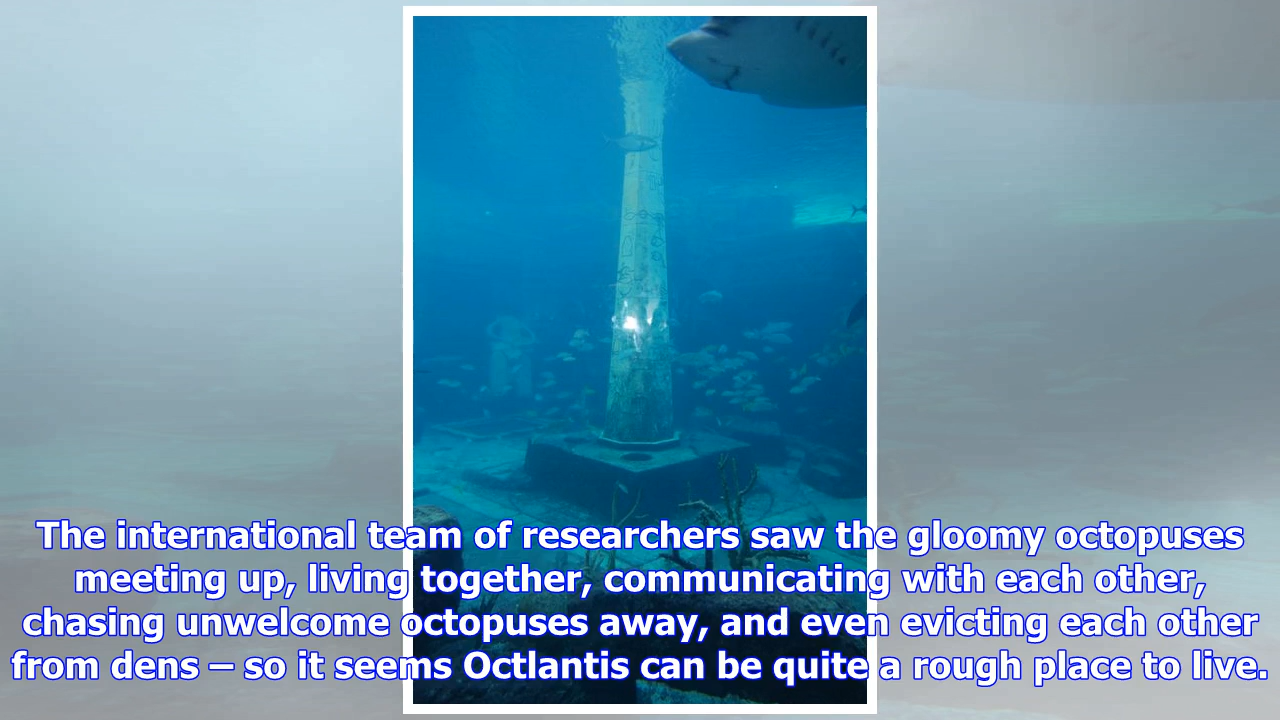 The international team of researchers saw the gloomy octopuses
meeting up, living together, communicating with each other,
chasing unwelcome octopuses away, and even evicting each other
from dens – so it seems Octlantis can be quite a rough place to live.